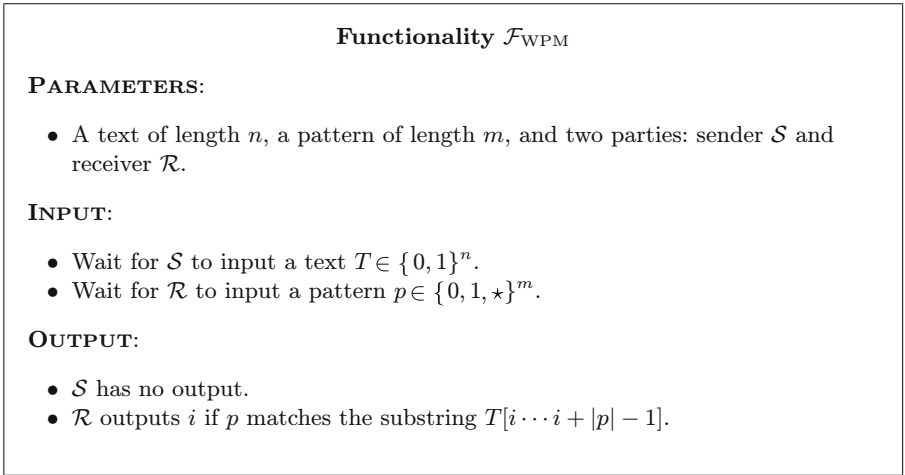 Functionality 𝓕WPM
PARAMETERS:
• A text of length n, a pattern of length m, and two parties: sender 𝒮 and
receiver ℛ.
INPUT:
• Wait for 𝒮 to input a text T ∈ {0, 1}ⁿ.
• Wait for ℛ to input a pattern p ∈ {0, 1, ⋆}ᵐ.
OUTPUT:
• 𝒮 has no output.
• ℛ outputs i if p matches the substring T[i · · · i + |p| − 1].